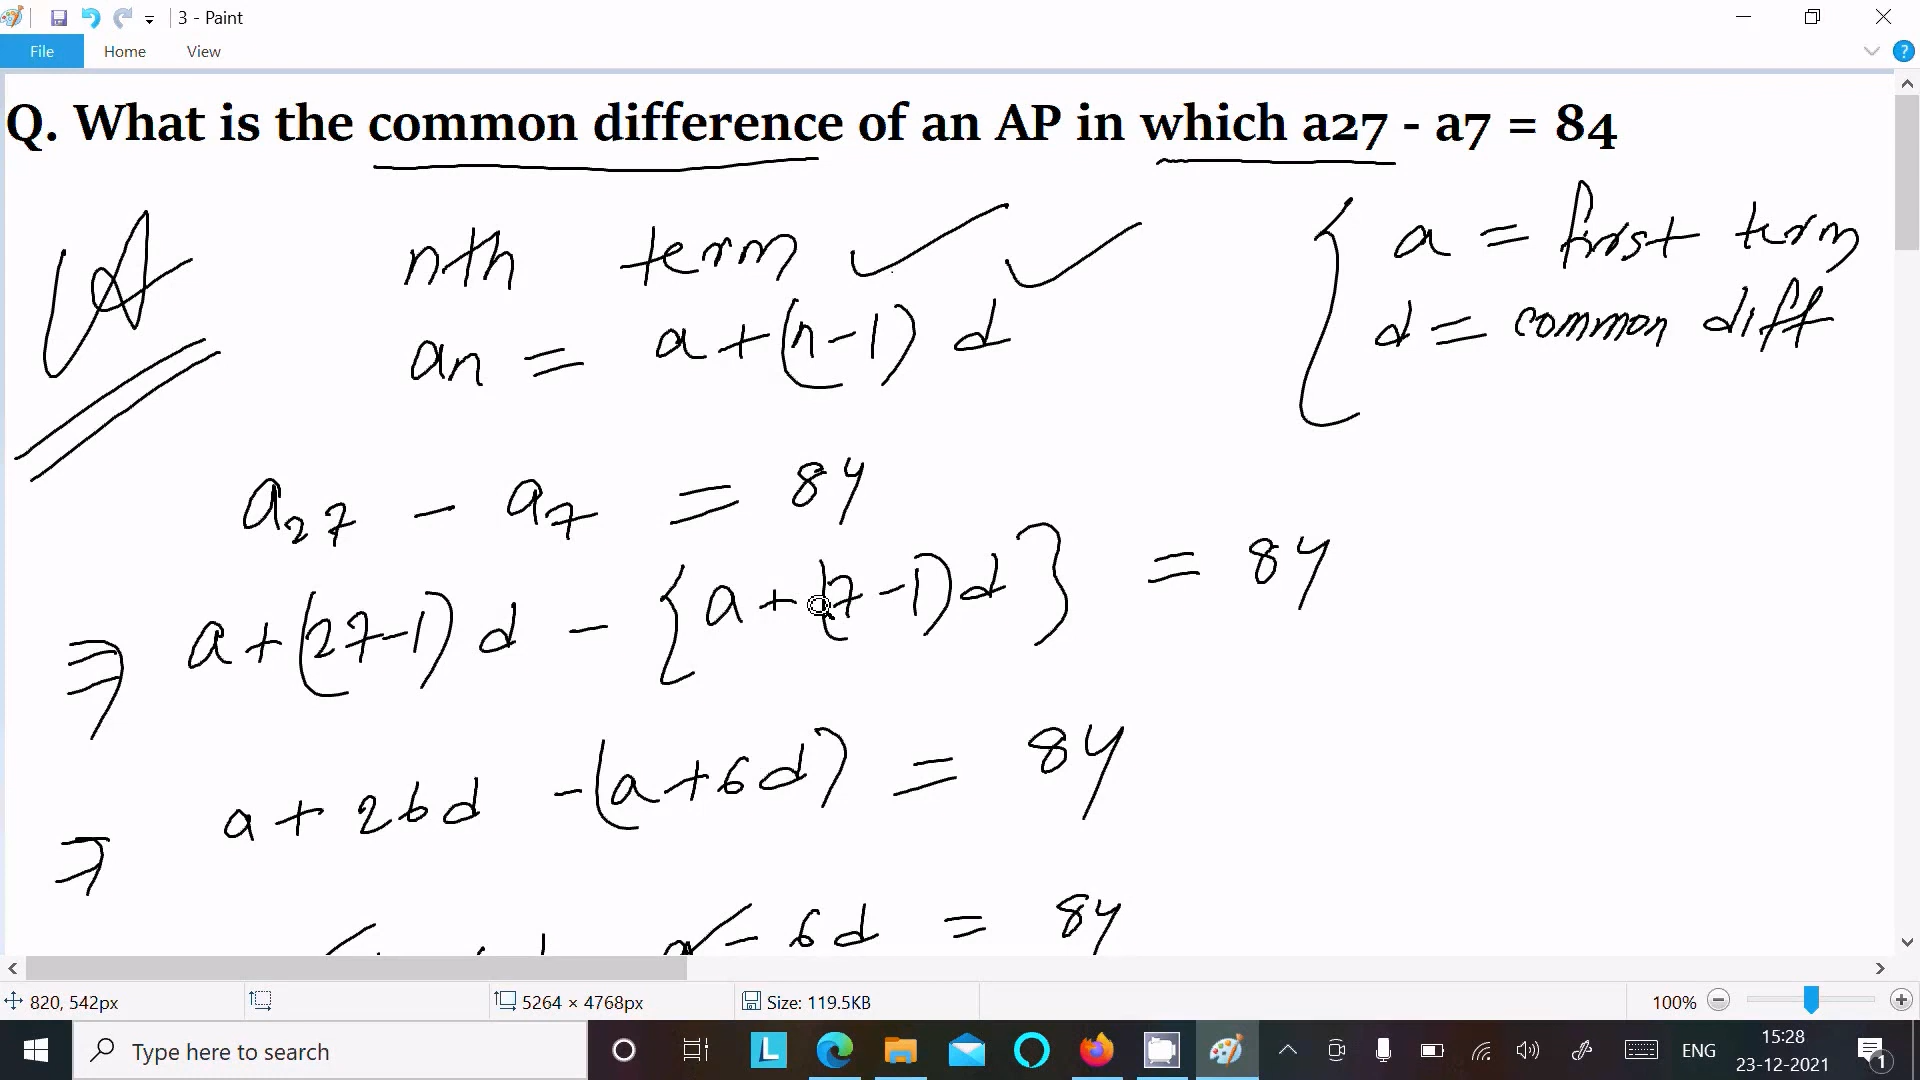 3 - Paint
File Home View
Q. What is the common difference of an AP in which a27 - a7 = 84
nth term
an = a+(n-1) d
{ a = first term
d = common diff
a27 - a7 = 84
⇒ a+(27-1) d - {a+(7-1)d} = 84
⇒ a + 26d -(a+6d) = 84
- 6d = 84
820, 542px 5264 × 4768px Size: 119.5KB 100%
Type here to search
L
ENG
15:28
23-12-2021
1